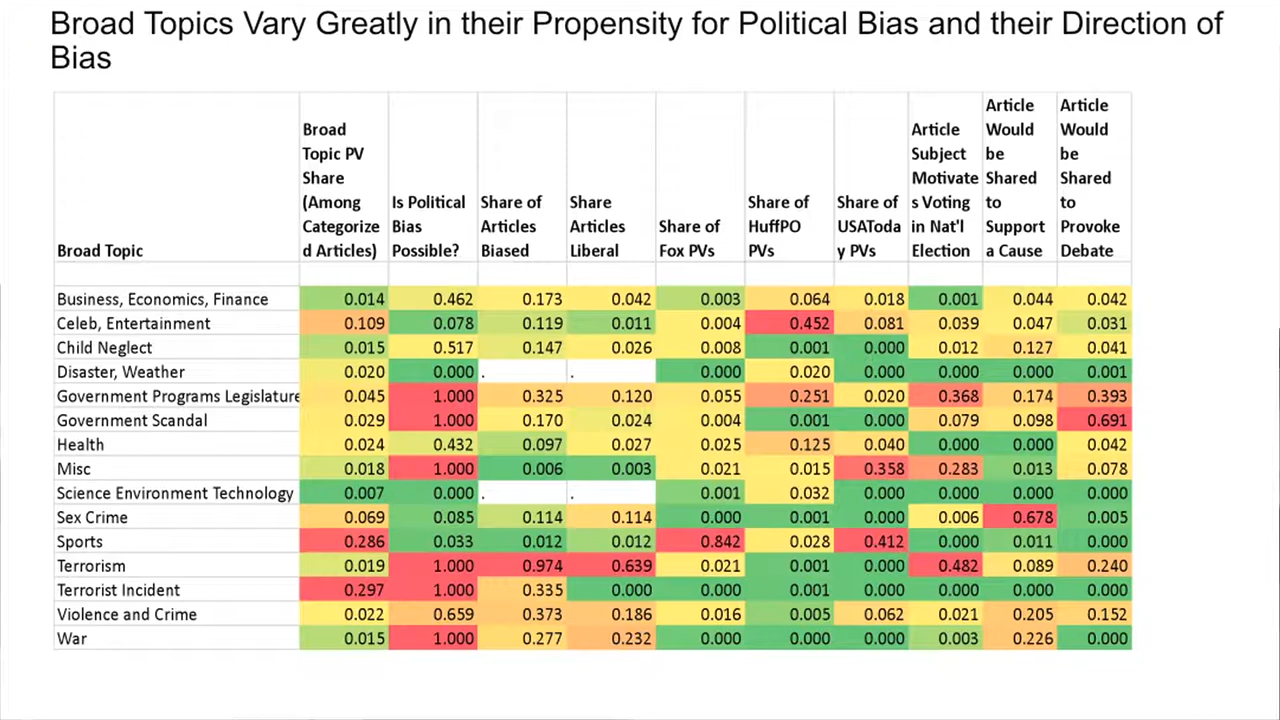 Broad Topics Vary Greatly in their Propensity for Political Bias and their Direction of
Bias
Broad Topic
Broad
Topic PV
Share
(Among
Categorize
d Articles)
Is Political
Bias
Possible?
Share of
Articles
Biased
Share
Articles
Liberal
Share of
Fox PVs
Share of
HuffPO
PVs
Share of
USAToda
y PVs
Article
Subject
Motivate
s Voting
in Nat'l
Election
Article
Would
be
Shared
to
Support
a Cause
Article
Would
be
Shared
to
Provoke
Debate
Business, Economics, Finance 0.014 0.462 0.173 0.042 0.003 0.064 0.018 0.001 0.044 0.042
Celeb, Entertainment 0.109 0.078 0.119 0.011 0.004 0.452 0.081 0.039 0.047 0.031
Child Neglect 0.015 0.517 0.147 0.026 0.008 0.001 0.000 0.012 0.127 0.041
Disaster, Weather 0.020 0.000 . . 0.000 0.020 0.000 0.000 0.000 0.001
Government Programs Legislature 0.045 1.000 0.325 0.120 0.055 0.251 0.020 0.368 0.174 0.393
Government Scandal 0.029 1.000 0.170 0.024 0.004 0.001 0.000 0.079 0.098 0.691
Health 0.024 0.432 0.097 0.027 0.025 0.125 0.040 0.000 0.000 0.042
Misc 0.018 1.000 0.006 0.003 0.021 0.015 0.358 0.283 0.013 0.078
Science Environment Technology 0.007 0.000 . . 0.001 0.032 0.000 0.000 0.000 0.000
Sex Crime 0.069 0.085 0.114 0.114 0.000 0.001 0.000 0.006 0.678 0.005
Sports 0.286 0.033 0.012 0.012 0.842 0.028 0.412 0.000 0.011 0.000
Terrorism 0.019 1.000 0.974 0.639 0.021 0.001 0.000 0.482 0.089 0.240
Terrorist Incident 0.297 1.000 0.335 0.000 0.000 0.001 0.000 0.000 0.000 0.000
Violence and Crime 0.022 0.659 0.373 0.186 0.016 0.005 0.062 0.021 0.205 0.152
War 0.015 1.000 0.277 0.232 0.000 0.000 0.000 0.003 0.226 0.000